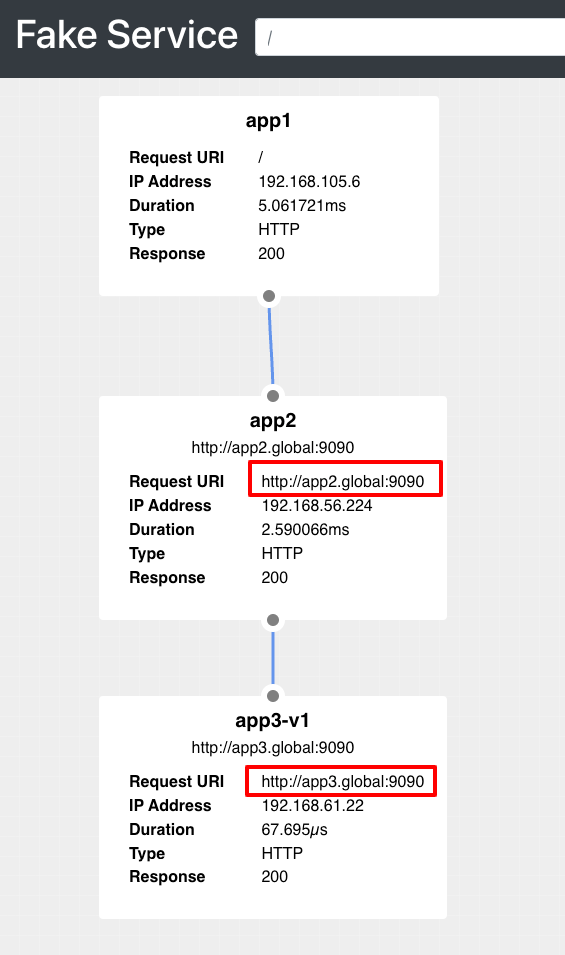 Fake Service /
app1
Request URI /
IP Address 192.168.105.6
Duration 5.061721ms
Type HTTP
Response 200
app2
http://app2.global:9090
Request URI http://app2.global:9090
IP Address 192.168.56.224
Duration 2.590066ms
Type HTTP
Response 200
app3-v1
http://app3.global:9090
Request URI http://app3.global:9090
IP Address 192.168.61.22
Duration 67.695µs
Type HTTP
Response 200